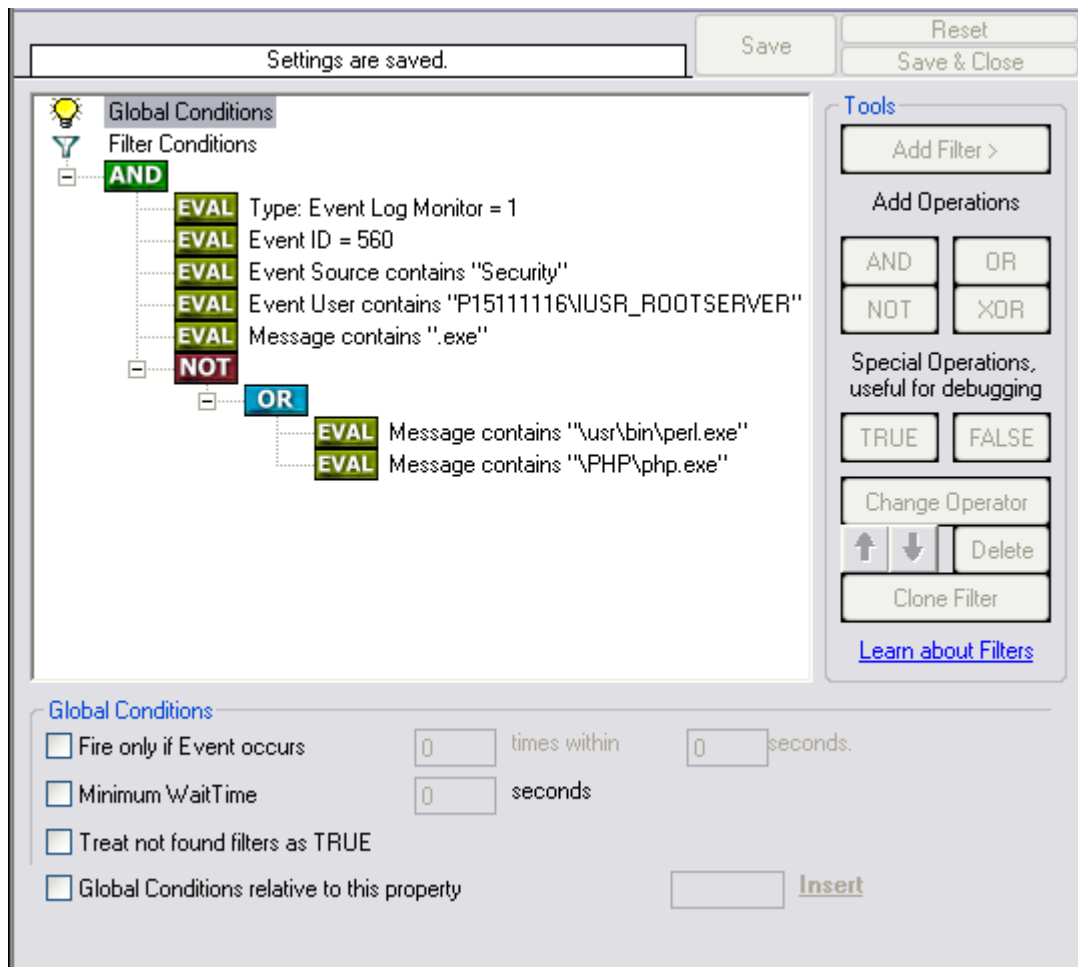 Settings are saved.
Save
Reset
Save & Close
Global Conditions
Filter Conditions
AND
EVAL Type: Event Log Monitor = 1
EVAL Event ID = 560
EVAL Event Source contains "Security"
EVAL Event User contains "P15111116\IUSR_ROOTSERVER"
EVAL Message contains ".exe"
NOT
OR
EVAL Message contains "\usr\bin\perl.exe"
EVAL Message contains "\PHP\php.exe"
Tools
Add Filter >
Add Operations
AND OR
NOT XOR
Special Operations,
useful for debugging
TRUE FALSE
Change Operator
Delete
Clone Filter
Learn about Filters
Global Conditions
Fire only if Event occurs 0 times within 0 seconds.
Minimum WaitTime 0 seconds
Treat not found filters as TRUE
Global Conditions relative to this property Insert